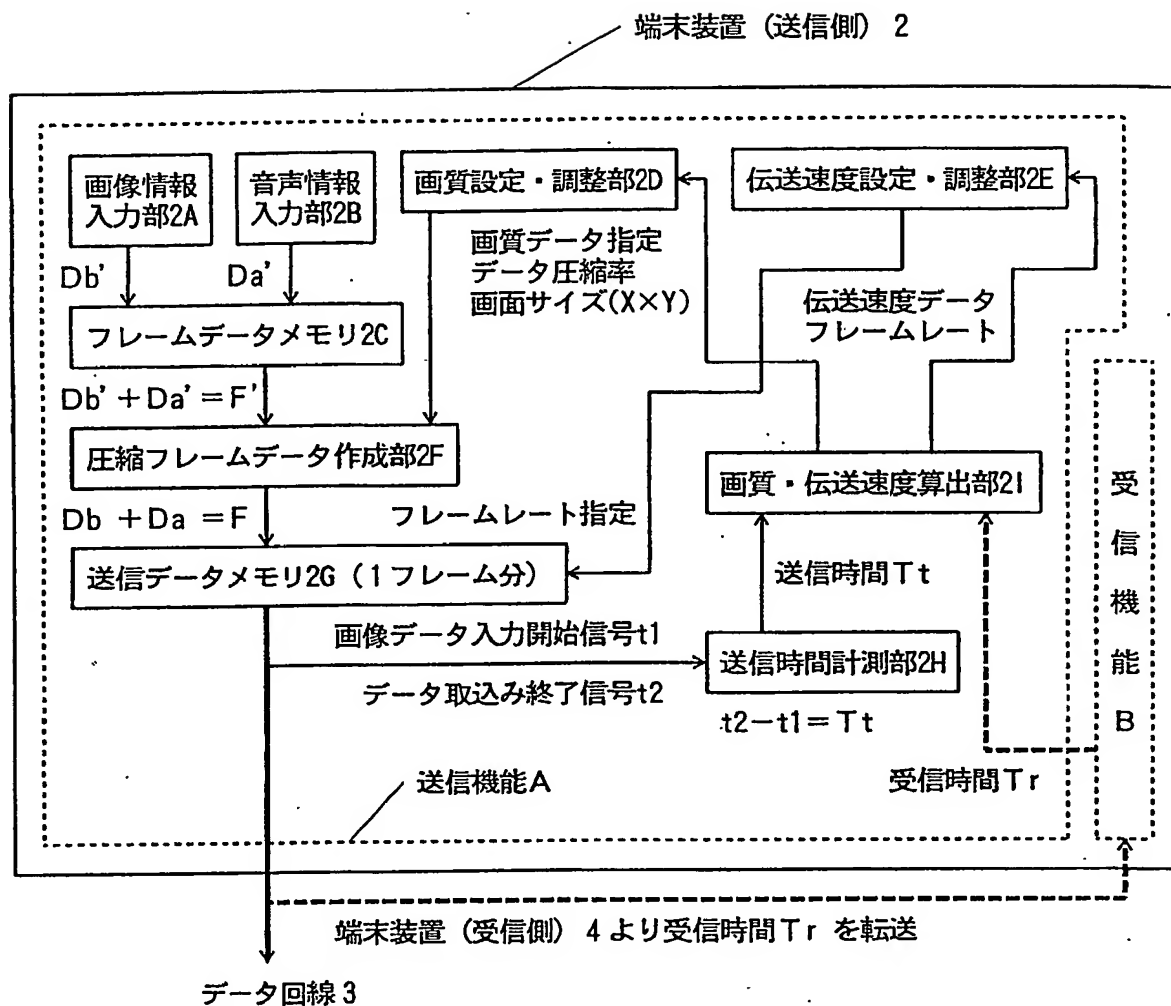 端末装置（送信側）2
画像情報
入力部2A
音声情報
入力部2B
画質設定・調整部2D
伝送速度設定・調整部2E
Db'
Da'
画質データ指定
データ圧縮率
画面サイズ(X×Y)
伝送速度データ
フレームレート
フレームデータメモリ2C
Db'+Da'=F'
圧縮フレームデータ作成部2F
画質・伝送速度算出部2I
受信機能B
Db+Da=F
フレームレート指定
送信データメモリ2G（1フレーム分）
送信時間Tt
画像データ入力開始信号t1
送信時間計測部2H
データ取込み終了信号t2
t2-t1=Tt
送信機能A
受信時間Tr
端末装置（受信側）4より受信時間Trを転送
データ回線3